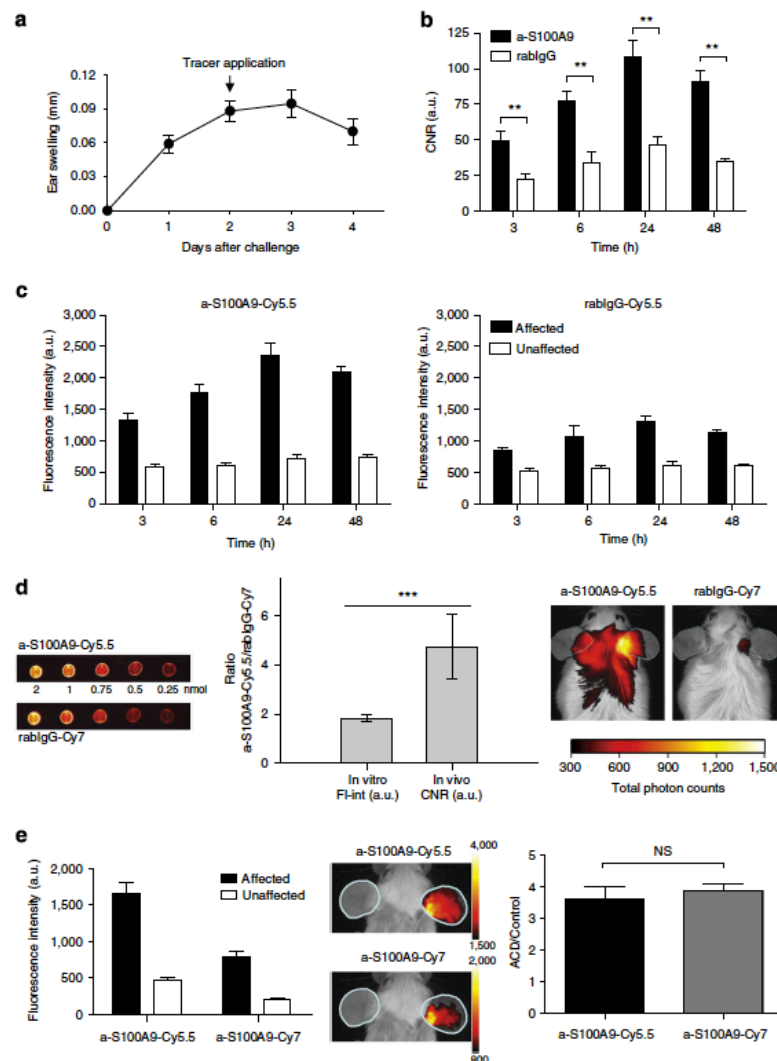 a
Tracer application
0.12
0.09
0.06
0.03
0.00
Ear swelling (mm)
0 1 2 3 4
Days after challenge
b
a-S100A9
rabIgG
125
100
75
50
25
0
CNR (a.u.)
** ** ** **
3 6 24 48
Time (h)
c
a-S100A9-Cy5.5
3,000
2,500
2,000
1,500
1,000
500
0
Fluorescence intensity (a.u.)
3 6 24 48
Time (h)
rabIgG-Cy5.5
Affected
Unaffected
3,000
2,500
2,000
1,500
1,000
500
0
Fluorescence intensity (a.u.)
3 6 24 48
Time (h)
d
a-S100A9-Cy5.5
2 1 0.75 0.5 0.25 nmol
rabIgG-Cy7
Ratio
a-S100A9-Cy5.5/rabIgG-Cy7
6
4
2
0
***
In vitro
FI-int (a.u.)
In vivo
CNR (a.u.)
a-S100A9-Cy5.5 rabIgG-Cy7
300 600 900 1,200 1,500
Total photon counts
e
Affected
Unaffected
2,000
1,500
1,000
500
0
Fluorescence intensity (a.u.)
a-S100A9-Cy5.5 a-S100A9-Cy7
a-S100A9-Cy5.5
4,000
1,500
a-S100A9-Cy7
2,000
800
NS
5
4
3
2
1
0
ACD/Control
a-S100A9-Cy5.5 a-S100A9-Cy7